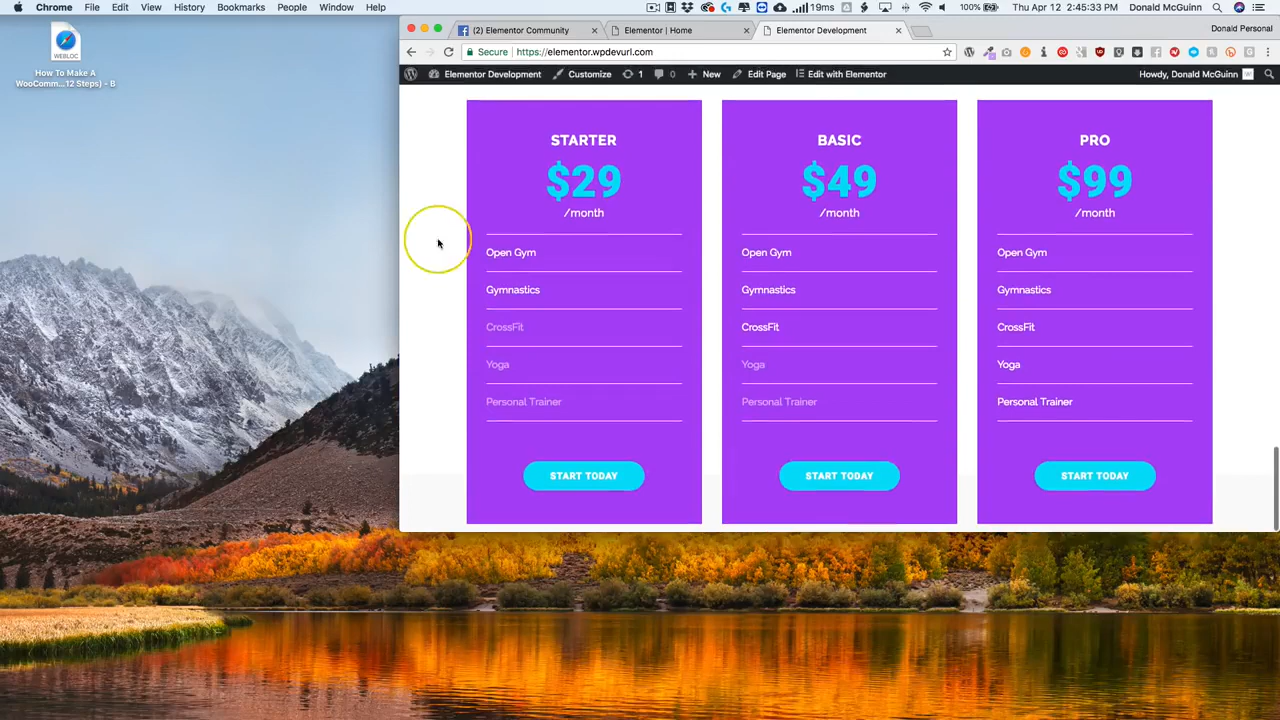 Chrome File Edit View History Bookmarks People Window Help
19ms 100% Thu Apr 12 2:45:33 PM Donald McGuinn
(2) Elementor Community
Elementor | Home
Elementor Development
Donald Personal
Secure https://elementor.wpdevurl.com
Elementor Development Customize 1 0 New Edit Page Edit with Elementor Howdy, Donald McGuinn
WEBLOC
How To Make A
WooComm...12 Steps) - B
STARTER
$29
/month
Open Gym
Gymnastics
CrossFit
Yoga
Personal Trainer
START TODAY
BASIC
$49
/month
Open Gym
Gymnastics
CrossFit
Yoga
Personal Trainer
START TODAY
PRO
$99
/month
Open Gym
Gymnastics
CrossFit
Yoga
Personal Trainer
START TODAY